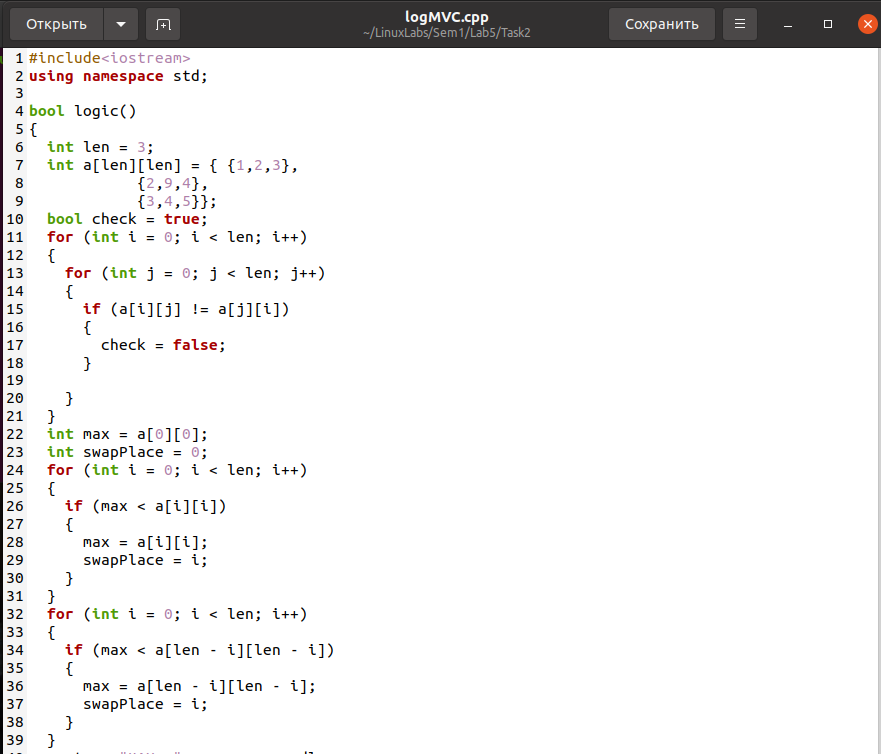 Открыть
logMVC.cpp
~/LinuxLabs/Sem1/Lab5/Task2
Сохранить
1 #include<iostream>
2 using namespace std;
3
4 bool logic()
5 {
6   int len = 3;
7   int a[len][len] = { {1,2,3},
8             {2,9,4},
9             {3,4,5}};
10   bool check = true;
11   for (int i = 0; i < len; i++)
12   {
13     for (int j = 0; j < len; j++)
14     {
15       if (a[i][j] != a[j][i])
16       {
17         check = false;
18       }
19
20     }
21   }
22   int max = a[0][0];
23   int swapPlace = 0;
24   for (int i = 0; i < len; i++)
25   {
26     if (max < a[i][i])
27     {
28       max = a[i][i];
29       swapPlace = i;
30     }
31   }
32   for (int i = 0; i < len; i++)
33   {
34     if (max < a[len - i][len - i])
35     {
36       max = a[len - i][len - i];
37       swapPlace = i;
38     }
39   }